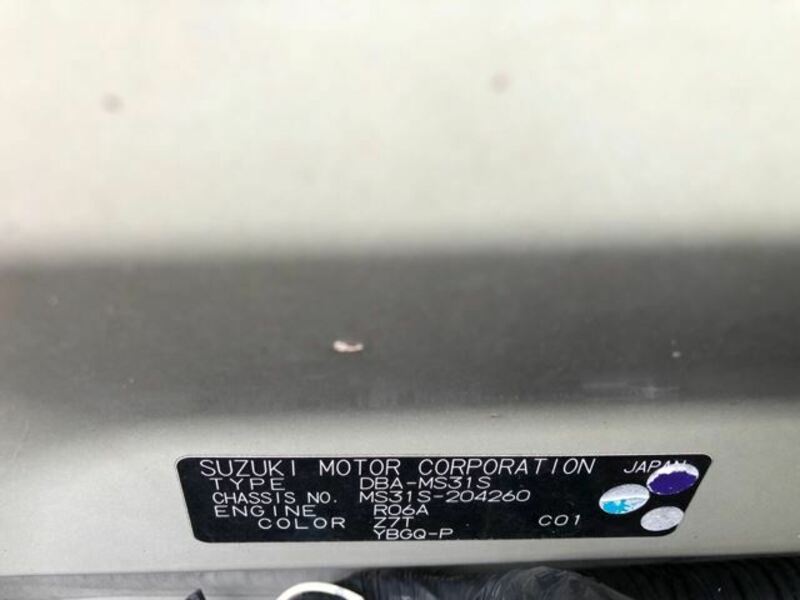 SUZUKI MOTOR CORPORATION JAPAN
TYPE DBA-MS31S
CHASSIS NO. MS31S-204260
ENGINE R06A
COLOR Z7T C01
YBGQ-P